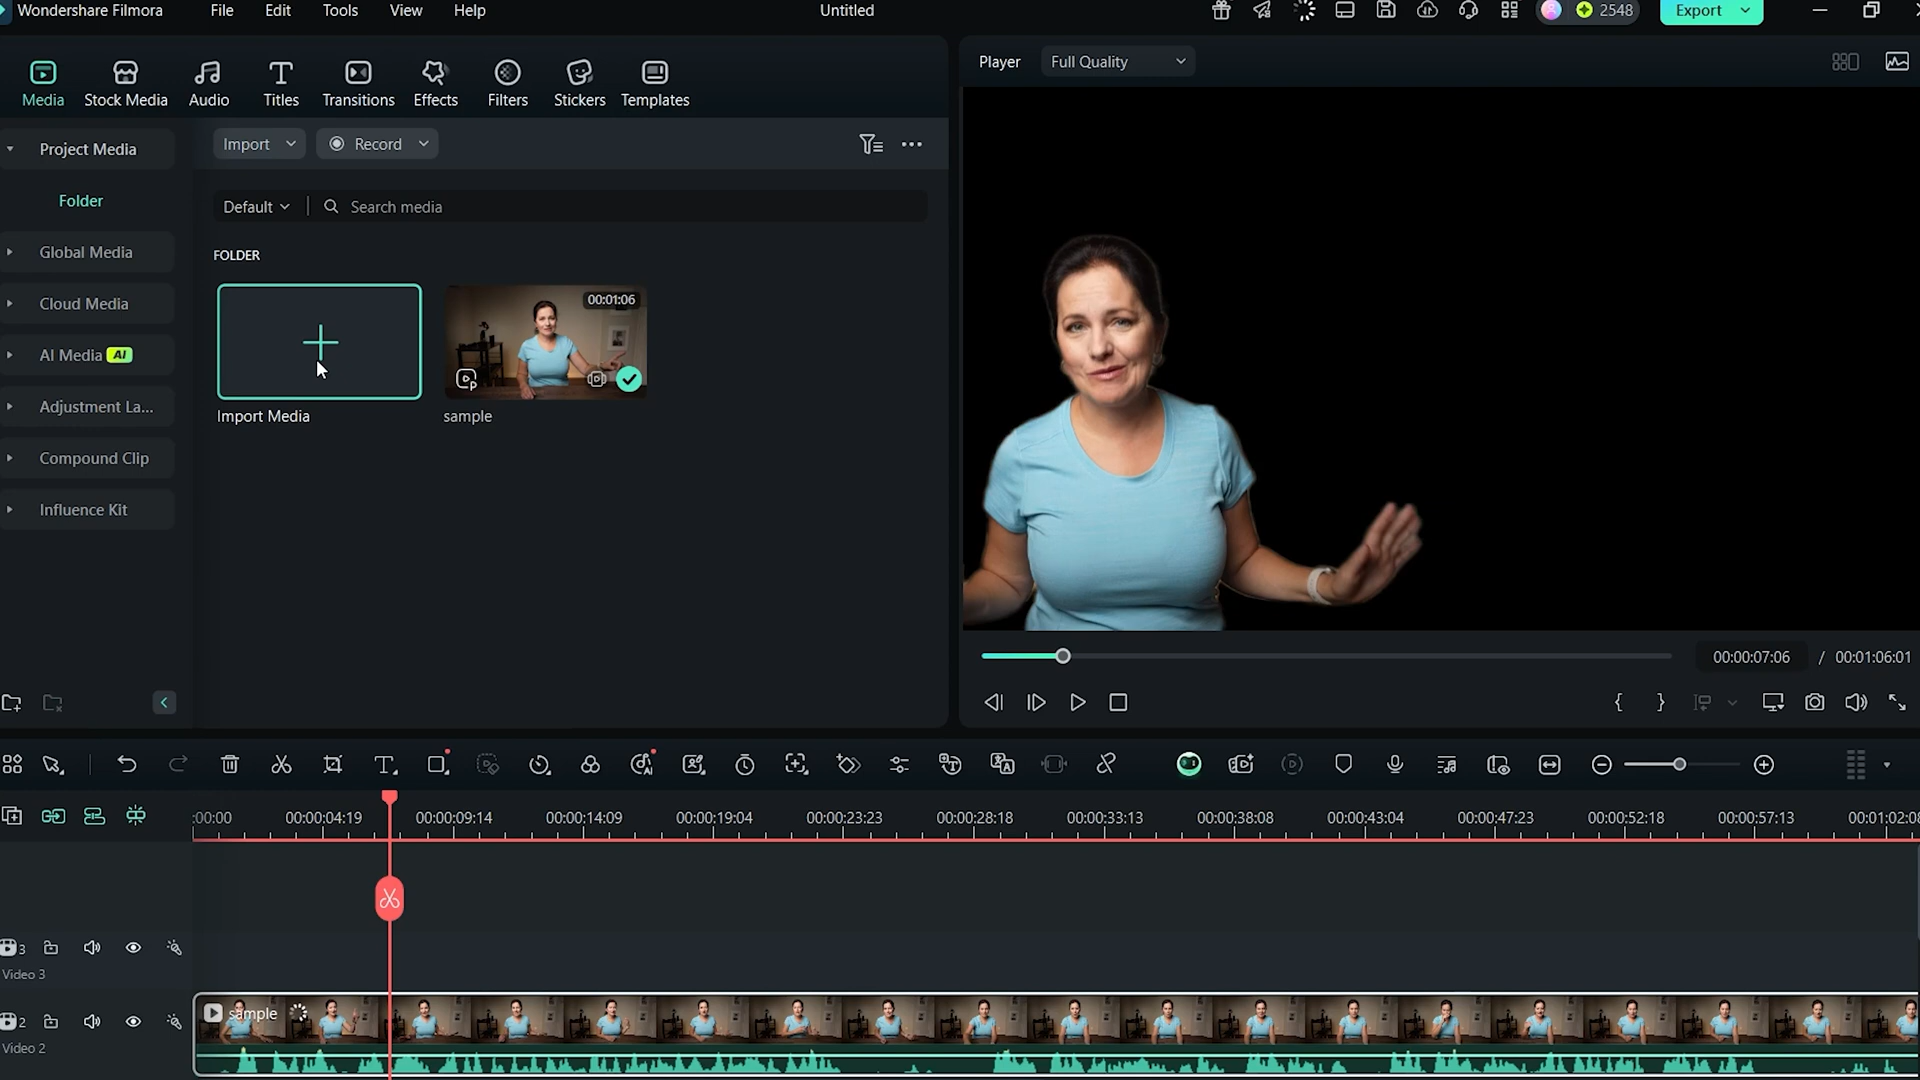 Wondershare Filmora File Edit Tools View Help Untitled 2548 Export
Media Stock Media Audio Titles Transitions Effects Filters Stickers Templates
Player Full Quality
Project Media
Folder
Global Media
Cloud Media
AI Media AI
Adjustment La...
Compound Clip
Influence Kit
Import Record
Default Search media
FOLDER
00:01:06
Import Media sample
00:00:07:06 / 00:01:06:01
:00:00 00:00:04:19 00:00:09:14 00:00:14:09 00:00:19:04 00:00:23:23 00:00:28:18 00:00:33:13 00:00:38:08 00:00:43:04 00:00:47:23 00:00:52:18 00:00:57:13 00:01:02:08
3
Video 3
2
Video 2
sample